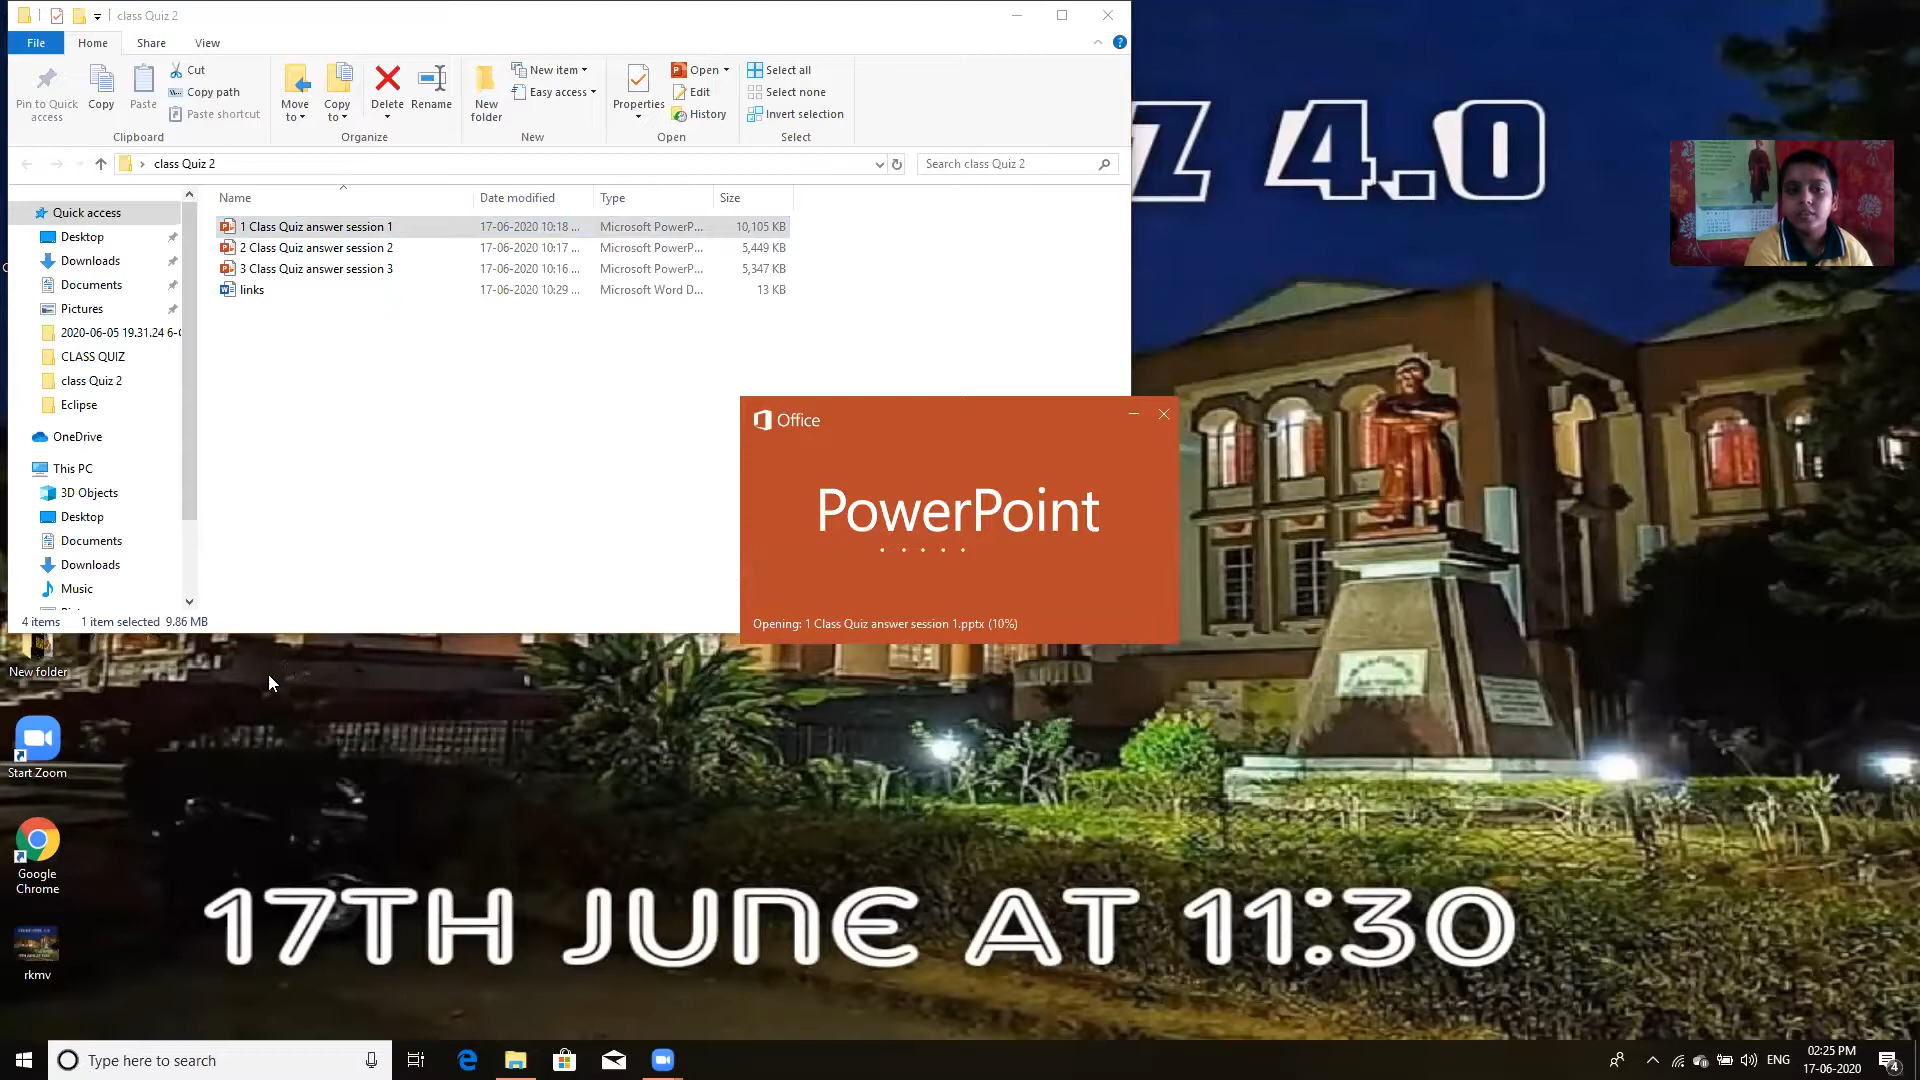 class Quiz 2
File
Home
Share
View
Pin to Quick access
Copy
Paste
Cut
Copy path
Paste shortcut
Clipboard
Move to
Copy to
Delete
Rename
Organize
New folder
New item
Easy access
New
Properties
Open
Edit
History
Open
Select all
Select none
Invert selection
Select
class Quiz 2
Search class Quiz 2
Name
Date modified
Type
Size
1 Class Quiz answer session 1 17-06-2020 10:18 ... Microsoft PowerP... 10,105 KB
2 Class Quiz answer session 2 17-06-2020 10:17 ... Microsoft PowerP... 5,449 KB
3 Class Quiz answer session 3 17-06-2020 10:16 ... Microsoft PowerP... 5,347 KB
links 17-06-2020 10:29 ... Microsoft Word D... 13 KB
Quick access
Desktop
Downloads
Documents
Pictures
2020-06-05 19.31.24 6-
CLASS QUIZ
class Quiz 2
Eclipse
OneDrive
This PC
3D Objects
Desktop
Documents
Downloads
Music
4 items 1 item selected 9.86 MB
Office
PowerPoint
Opening: 1 Class Quiz answer session 1.pptx (10%)
Z 4.0
17TH JUNE AT 11:30
New folder
Start Zoom
Google Chrome
rkmv
Type here to search
ENG
02:25 PM
17-06-2020
4